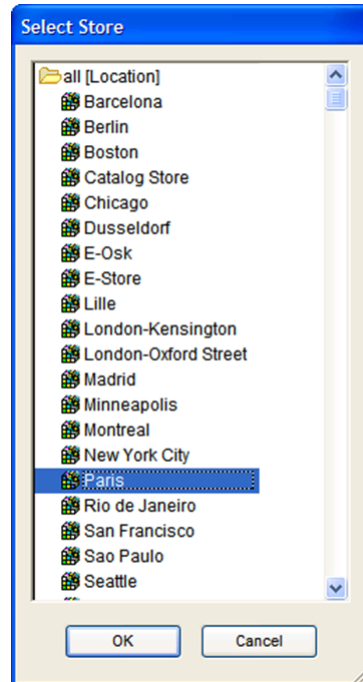 Select Store
all [Location]
Barcelona
Berlin
Boston
Catalog Store
Chicago
Dusseldorf
E-Osk
E-Store
Lille
London-Kensington
London-Oxford Street
Madrid
Minneapolis
Montreal
New York City
Paris
Rio de Janeiro
San Francisco
Sao Paulo
Seattle
OK
Cancel